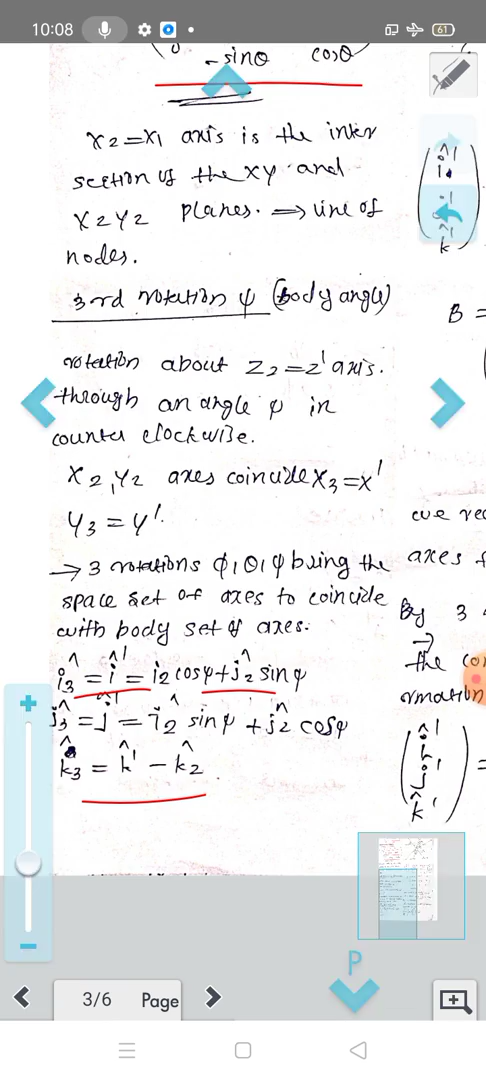 10:08
61
-sinθ cosθ
x2=x1 axis is the inter
section of the xy and
x2y2 planes. ⟹ line of
nodes.
3rd rotation ψ (body angle)
rotation about z2=z' axis.
through an angle ψ in
counter clockwise.
x2, y2 axes coincide x3=x'
y3=y'.
→ 3 rotations φ, θ, ψ bring the
space set of axes to coincide
with body set of axes.
î3 = î' = î2 cosψ + ĵ2 sinψ
ĵ3 = ĵ' = î2 sinψ + ĵ2 cosψ
k̂3 = k̂' - k̂2
B =
axes f
By 3
the co
rmation
î'
ĵ'
k̂' =
P
3/6 Page